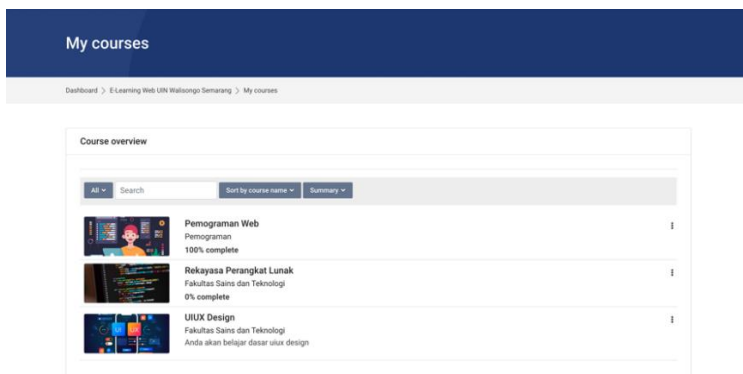 My courses
Dashboard > E-Learning Web UIN Walisongo Semarang > My courses
Course overview
All Search Sort by course name Summary
Pemograman Web
Pemograman
100% complete
Rekayasa Perangkat Lunak
Fakultas Sains dan Teknologi
0% complete
UI UX
UIUX Design
Fakultas Sains dan Teknologi
Anda akan belajar dasar uiux design